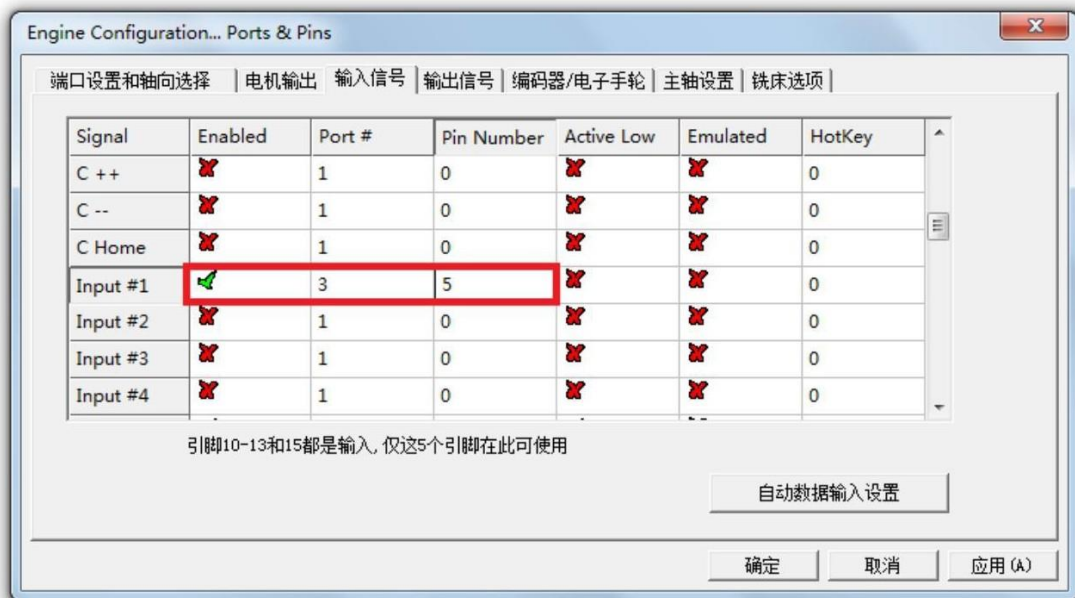 Engine Configuration... Ports & Pins
端口设置和轴向选择 电机输出 输入信号 输出信号 编码器/电子手轮 主轴设置 铣床选项
Signal Enabled Port # Pin Number Active Low Emulated HotKey
C ++ 1 0 0
C -- 1 0 0
C Home 1 0 0
Input #1 3 5 0
Input #2 1 0 0
Input #3 1 0 0
Input #4 1 0 0
引脚10-13和15都是输入,仅这5个引脚在此可使用
自动数据输入设置
确定 取消 应用(A)